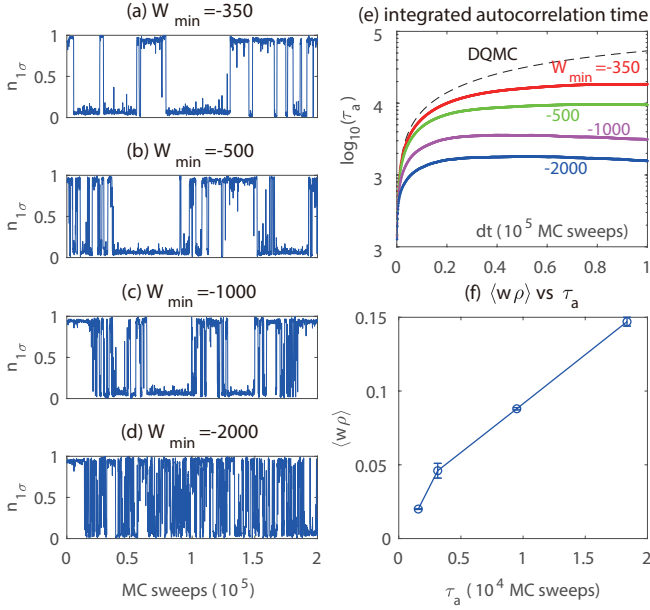 (a) W min =-350
n1σ
1
0.5
0
(b) W min =-500
n1σ
1
0.5
0
(c) W min =-1000
n1σ
1
0.5
0
(d) W min =-2000
n1σ
1
0.5
0
0 0.5 1 1.5 2
MC sweeps (10^5)
(e) integrated autocorrelation time
log10(τa)
5
4
3
3
DQMC
Wmin=-350
-500
-1000
-2000
dt (10^5 MC sweeps)
0 0.2 0.4 0.6 0.8 1
(f) ⟨w ρ⟩ vs τa
⟨w ρ⟩
0.15
0.1
0.05
0
0 0.5 1 1.5 2
τa (10^4 MC sweeps)